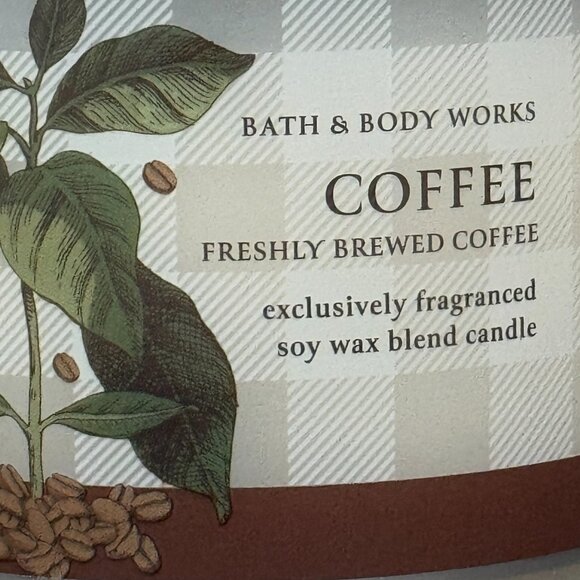 BATH & BODY WORKS
COFFEE
FRESHLY BREWED COFFEE
exclusively fragranced
soy wax blend candle